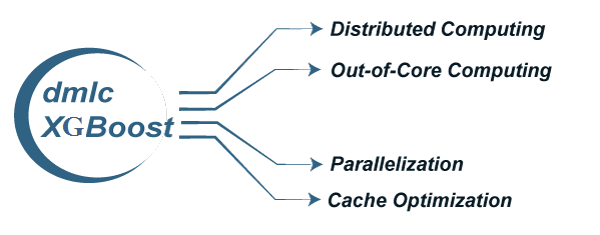 dmlc
XGBoost
Distributed Computing
Out-of-Core Computing
Parallelization
Cache Optimization